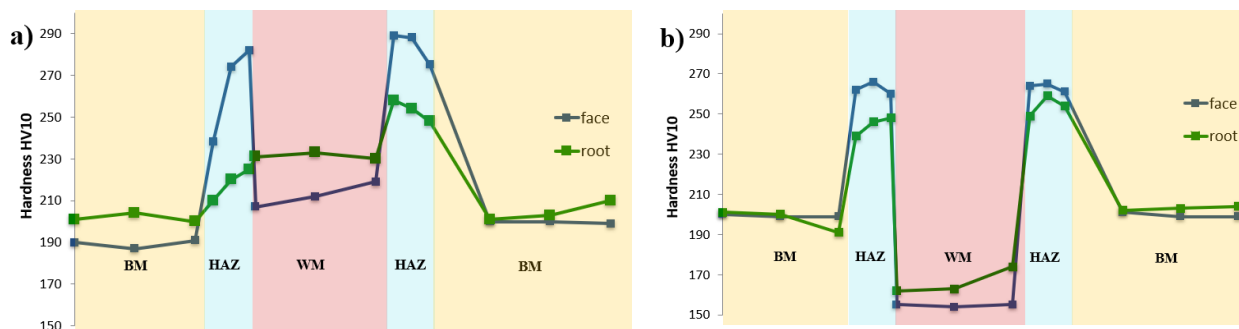 a)
Hardness HV10
290
270
250
230
210
190
170
150
BM
HAZ
WM
HAZ
BM
face
root
b)
Hardness HV10
290
270
250
230
210
190
170
150
BM
HAZ
WM
HAZ
BM
face
root